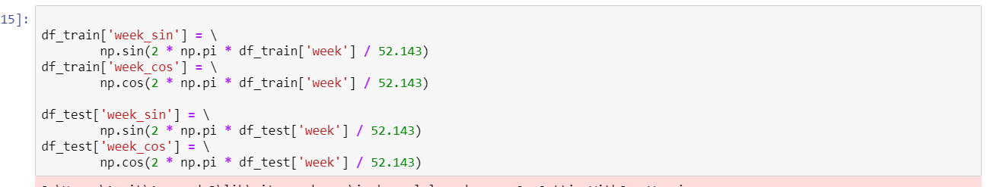 15]:
df_train['week_sin'] = \
np.sin(2 * np.pi * df_train['week'] / 52.143)
df_train['week_cos'] = \
np.cos(2 * np.pi * df_train['week'] / 52.143)
df_test['week_sin'] = \
np.sin(2 * np.pi * df_test['week'] / 52.143)
df_test['week_cos'] = \
np.cos(2 * np.pi * df_test['week'] / 52.143)